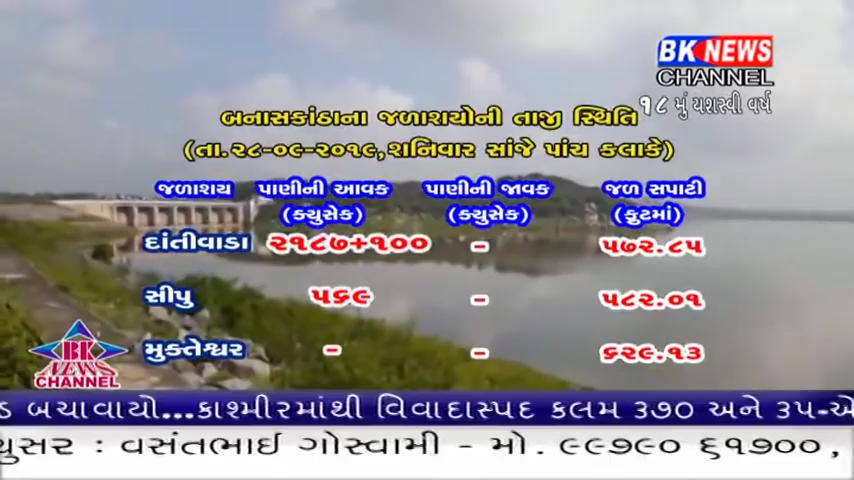 BK NEWS
CHANNEL
૧૮ મું યશસ્વી વર્ષ
બનાસકાંઠાના જળાશયોની તાજી સ્થિતિ
(તા.૨૮-૦૯-૨૦૧૯,શનિવાર સાંજે પાંચ કલાકે)
જળાશય પાણીની આવક પાણીની જાવક જળ સપાટી
(ક્યુસેક) (ક્યુસેક) (ફુટમાં)
દાંતીવાડા ૨૧૮૭+૧૦૦ - ૫૭૨.૮૫
સીપુ ૫૬૯ - ૫૮૨.૦૧
મુક્તેશ્વર - - ૬૨૯.૧૩
BK
NEWS
CHANNEL
બચાવાયો...કાશ્મીરમાંથી વિવાદાસ્પદ કલમ ૩૭૦ અને ૩૫-એ
યુસર : વસંતભાઈ ગોસ્વામી - મો. ૯૯૭૯૦ ૬૧૭૦૦,